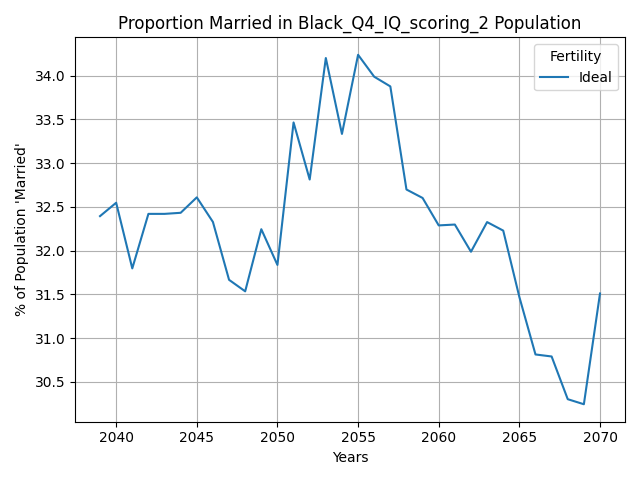 Proportion Married in Black_Q4_IQ_scoring_2 Population
Fertility
Ideal
% of Population 'Married'
34.0
33.5
33.0
32.5
32.0
31.5
31.0
30.5
2040 2045 2050 2055 2060 2065 2070
Years